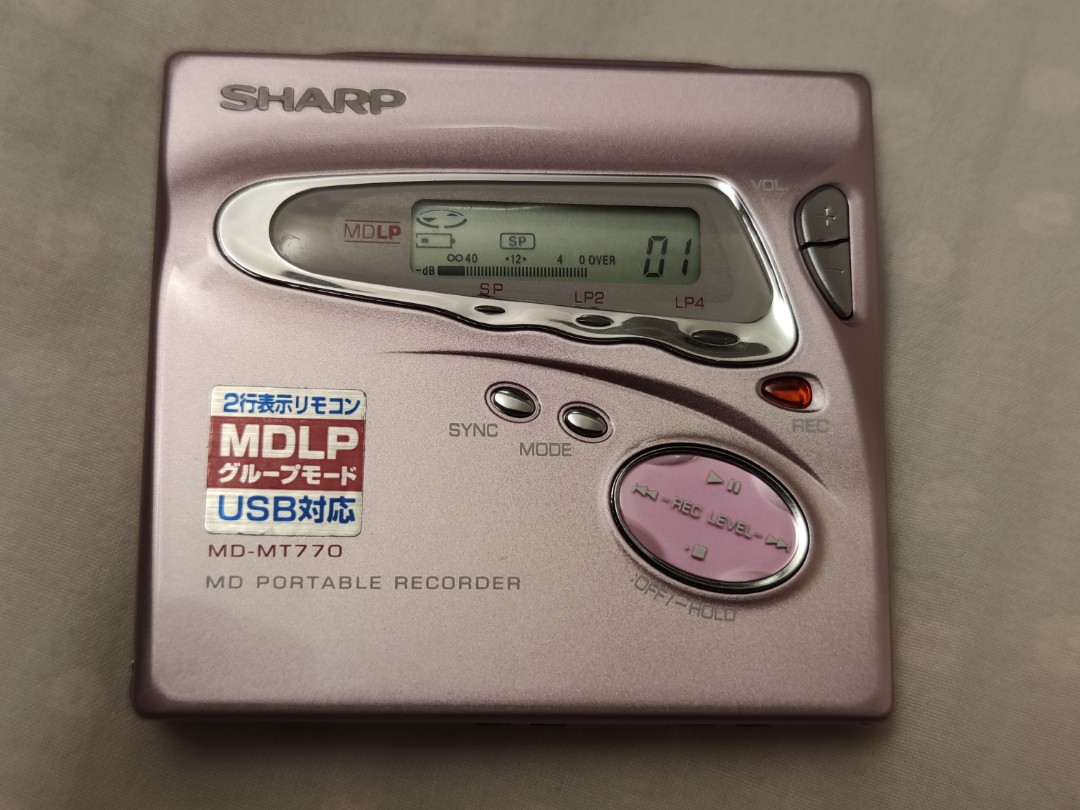 SHARP
VOL.
MDLP
SP
∞ 40 •12• 4 0 OVER
-dB
01
SP LP2 LP4
SYNC
MODE
REC
▶❚❚
⏮ -REC LEVEL- ⏭
•■
•OFF/-HOLD
2行表示リモコン
MDLP
グループモード
USB対応
MD-MT770
MD PORTABLE RECORDER